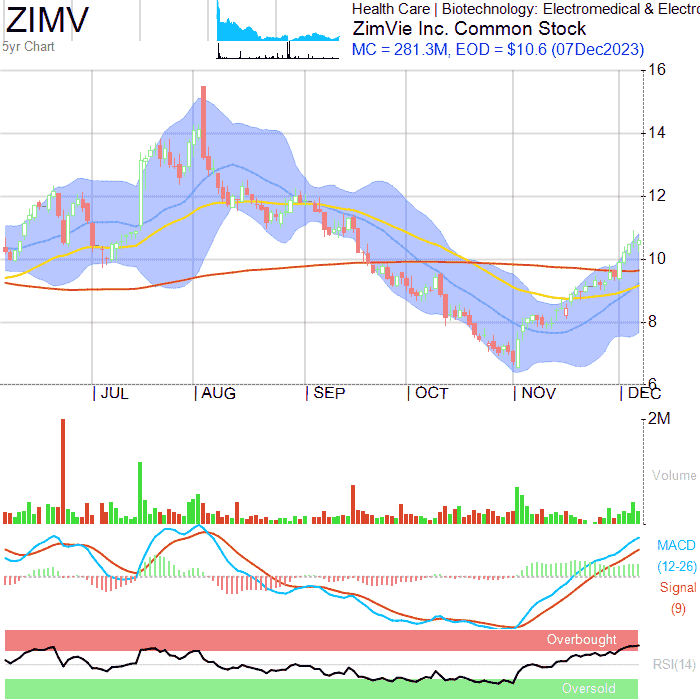 ZIMV
5yr Chart
Health Care | Biotechnology: Electromedical & Electro
ZimVie Inc. Common Stock
MC = 281.3M, EOD = $10.6 (07Dec2023)
16
14
12
10
8
6
JUL AUG SEP OCT NOV DEC
2M
Volume
MACD
(12-26)
Signal
(9)
Overbought
RSI(14)
Oversold